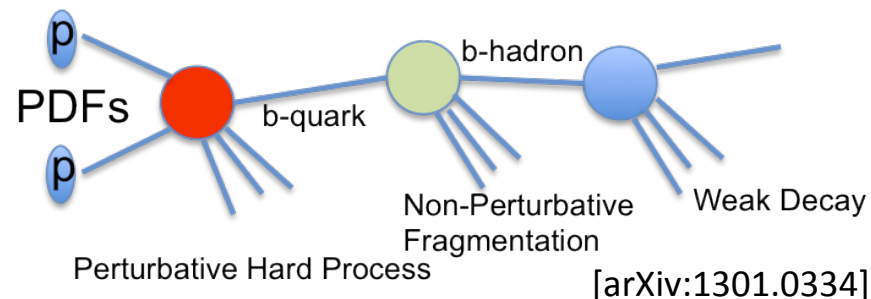 p
PDFs
p
b-quark
b-hadron
Perturbative Hard Process
Non-Perturbative
Fragmentation
Weak Decay
[arXiv:1301.0334]